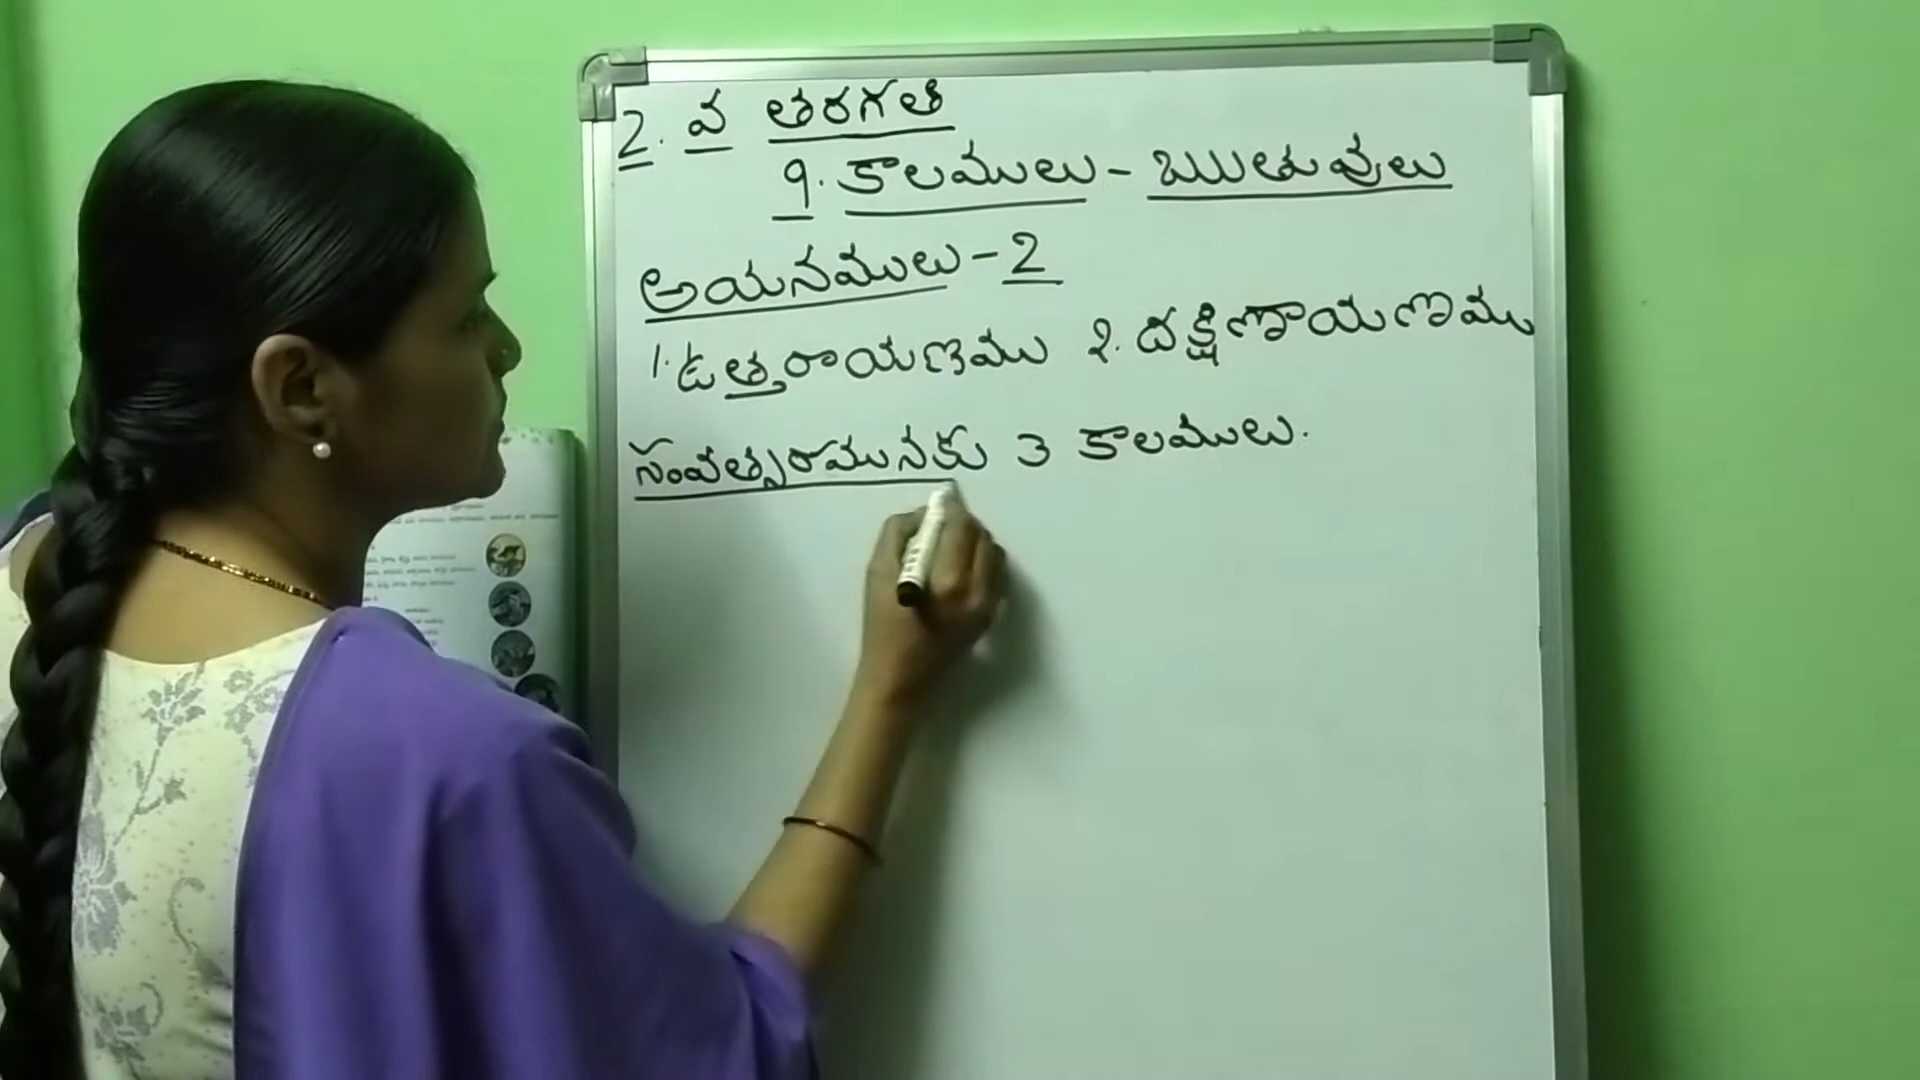 2. వ తరగతి
9. కాలములు - ఋతువులు
అయనములు - 2
1. ఉత్తరాయణము 2. దక్షిణాయణము
సంవత్సరమునకు 3 కాలములు.